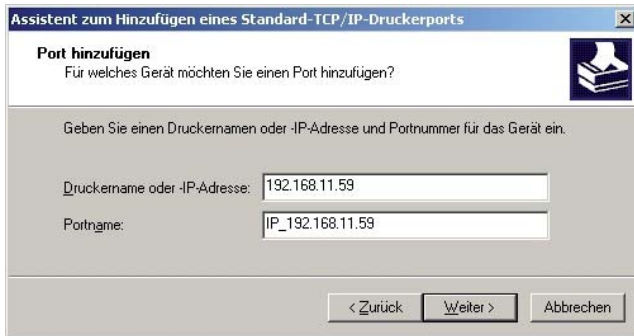 Assistent zum Hinzufügen eines Standard-TCP/IP-Druckerports
Port hinzufügen
Für welches Gerät möchten Sie einen Port hinzufügen?
Geben Sie einen Druckernamen oder -IP-Adresse und Portnummer für das Gerät ein.
Druckername oder -IP-Adresse: 192.168.11.59
Portname: IP_192.168.11.59
< Zurück Weiter > Abbrechen